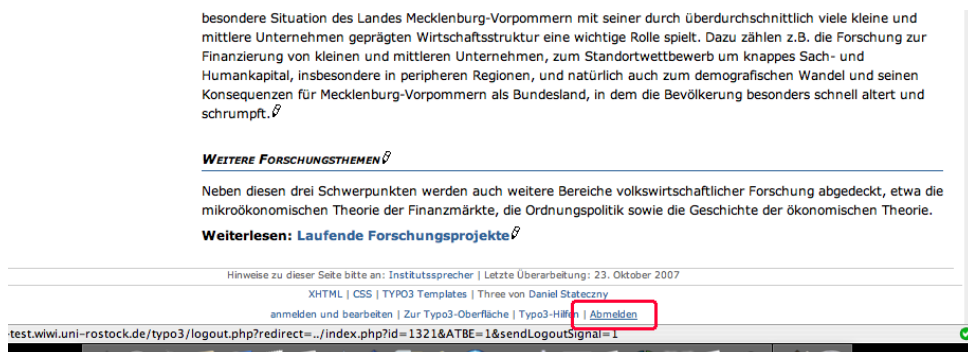 besondere Situation des Landes Mecklenburg-Vorpommern mit seiner durch überdurchschnittlich viele kleine und
mittlere Unternehmen geprägten Wirtschaftsstruktur eine wichtige Rolle spielt. Dazu zählen z.B. die Forschung zur
Finanzierung von kleinen und mittleren Unternehmen, zum Standortwettbewerb um knappes Sach- und
Humankapital, insbesondere in peripheren Regionen, und natürlich auch zum demografischen Wandel und seinen
Konsequenzen für Mecklenburg-Vorpommern als Bundesland, in dem die Bevölkerung besonders schnell altert und
schrumpft.
WEITERE FORSCHUNGSTHEMEN
Neben diesen drei Schwerpunkten werden auch weitere Bereiche volkswirtschaftlicher Forschung abgedeckt, etwa die
mikroökonomischen Theorie der Finanzmärkte, die Ordnungspolitik sowie die Geschichte der ökonomischen Theorie.
Weiterlesen: Laufende Forschungsprojekte
Hinweise zu dieser Seite bitte an: Institutssprecher | Letzte Überarbeitung: 23. Oktober 2007
XHTML | CSS | TYPO3 Templates | Three von Daniel Stateczny
anmelden und bearbeiten | Zur Typo3-Oberfläche | Typo3-Hilfen | Abmelden
-test.wiwi.uni-rostock.de/typo3/logout.php?redirect=../index.php?id=1321&ATBE=1&sendLogoutSignal=1